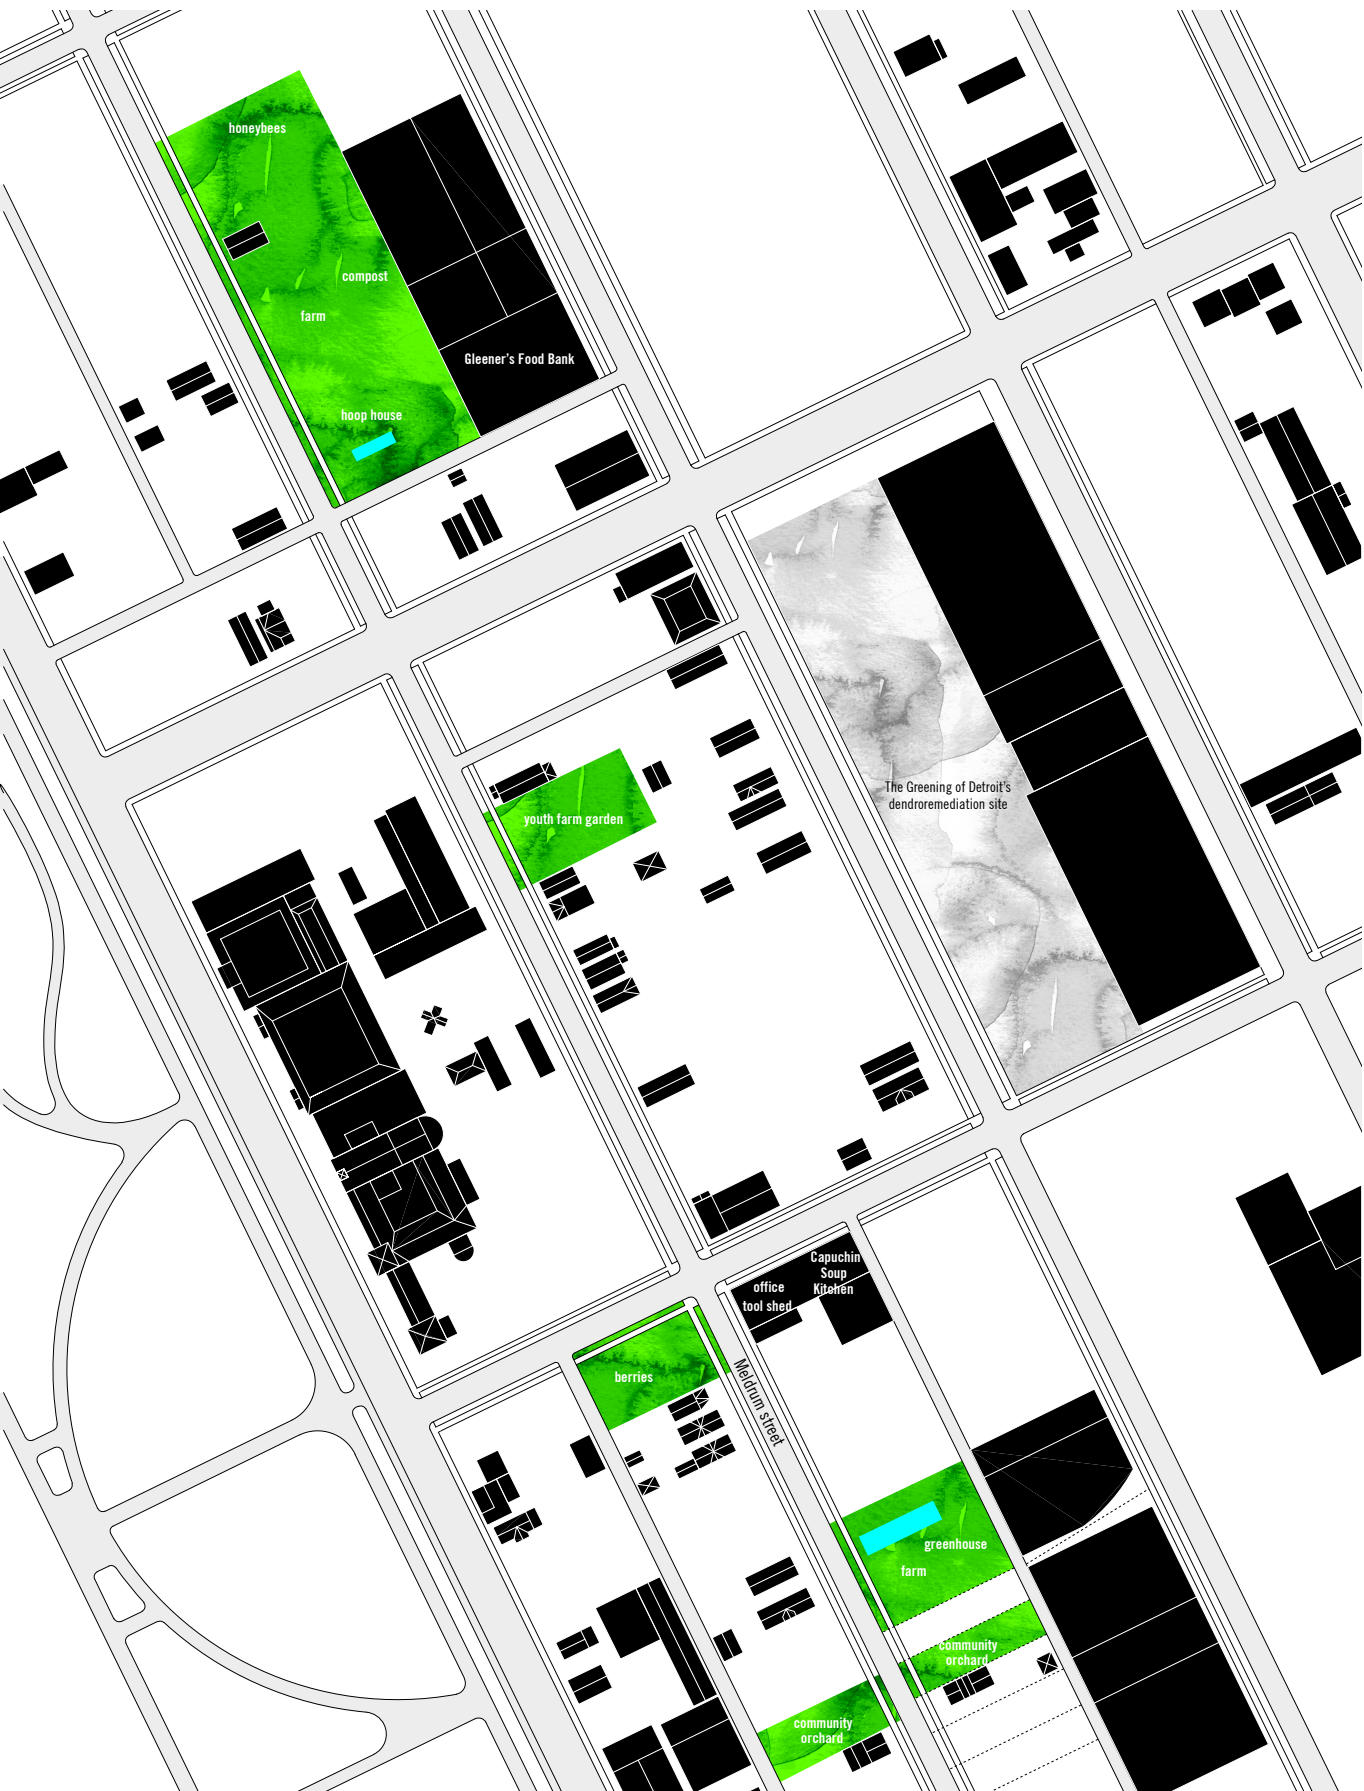 honeybees
compost
farm
Gleener's Food Bank
hoop house
The Greening of Detroit's
dendroremediation site
youth farm garden
Capuchin
Soup
Kitchen
office
tool shed
berries
Meldrum street
greenhouse
farm
community
orchard
community
orchard